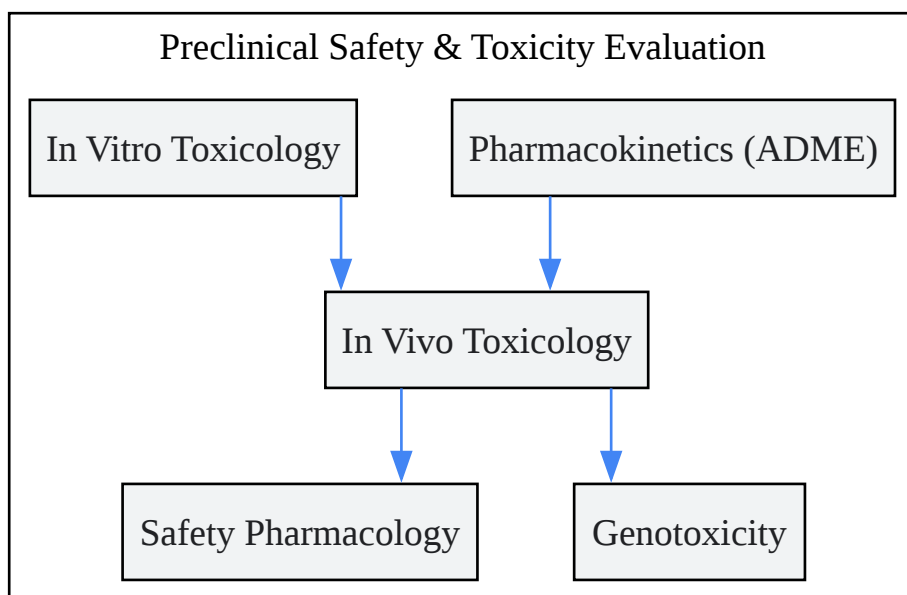 Preclinical Safety & Toxicity Evaluation
In Vitro Toxicology
Pharmacokinetics (ADME)
In Vivo Toxicology
Safety Pharmacology
Genotoxicity